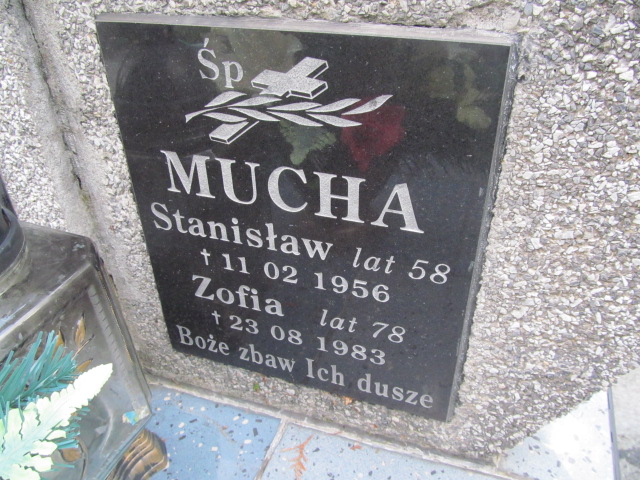 Śp
MUCHA
Stanisław lat 58
† 11 02 1956
Zofia lat 78
† 23 08 1983
Boże zbaw Ich dusze